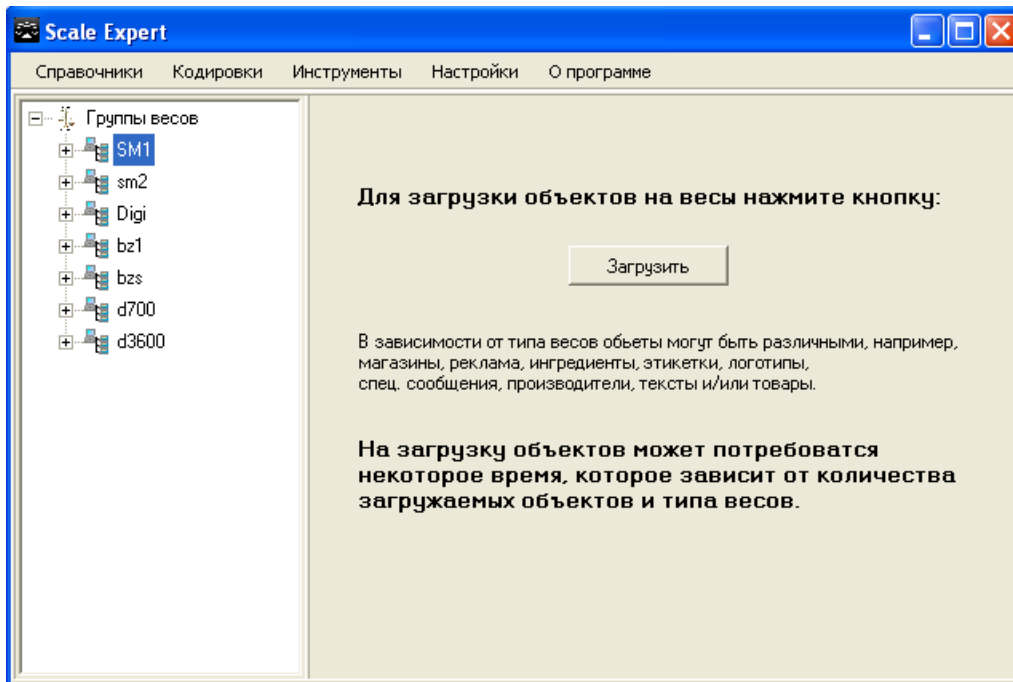 Scale Expert
Справочники Кодировки Инструменты Настройки О программе
Группы весов
SM1
sm2
Digi
bz1
bzs
d700
d3600
Для загрузки объектов на весы нажмите кнопку:
Загрузить
В зависимости от типа весов обьеты могут быть различными, например,
магазины, реклама, ингредиенты, этикетки, логотипы,
спец. сообщения, производители, тексты и/или товары.
На загрузку объектов может потребоватся
некоторое время, которое зависит от количества
загружаемых объектов и типа весов.